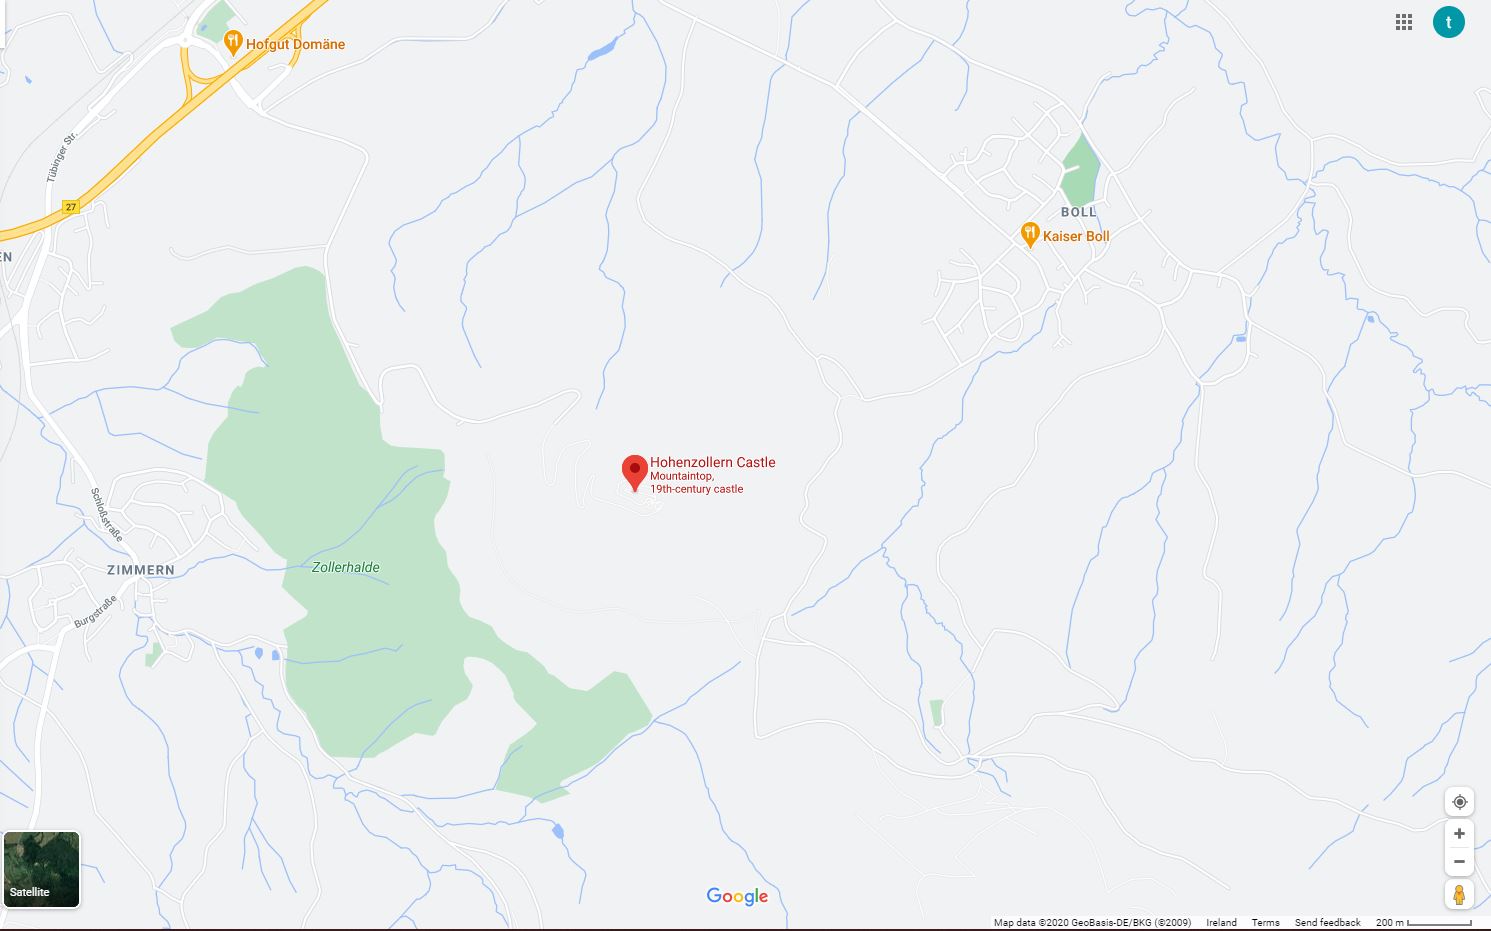 t
Hofgut Domäne
Tübinger Str.
27
EN
BOLL
Kaiser Boll
Hohenzollern Castle
Mountaintop,
19th-century castle
Schloßstraße
Zollerhalde
ZIMMERN
Burgstraße
Satellite
Google
Map data ©2020 GeoBasis-DE/BKG (©2009) Ireland Terms Send feedback 200 m